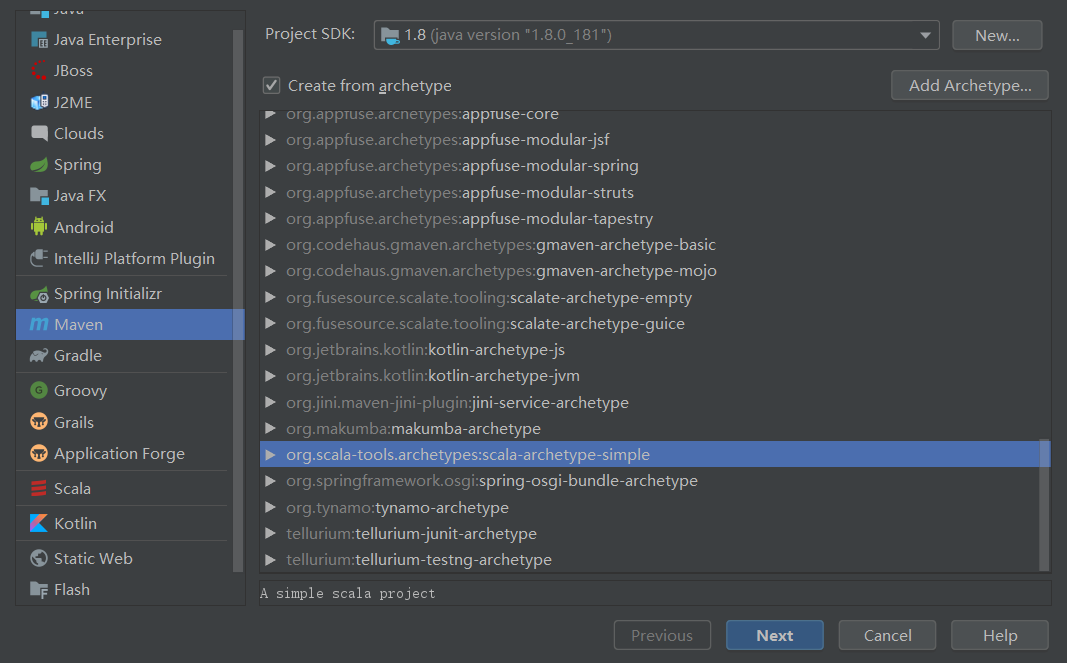 Java
Java Enterprise
JBoss
J2ME
Clouds
Spring
Java FX
Android
IntelliJ Platform Plugin
Spring Initializr
Maven
Gradle
Groovy
Grails
Application Forge
Scala
Kotlin
Static Web
Flash
Project SDK: 1.8 (java version "1.8.0_181") New...
Create from archetype Add Archetype...
org.appfuse.archetypes:appfuse-core
org.appfuse.archetypes:appfuse-modular-jsf
org.appfuse.archetypes:appfuse-modular-spring
org.appfuse.archetypes:appfuse-modular-struts
org.appfuse.archetypes:appfuse-modular-tapestry
org.codehaus.gmaven.archetypes:gmaven-archetype-basic
org.codehaus.gmaven.archetypes:gmaven-archetype-mojo
org.fusesource.scalate.tooling:scalate-archetype-empty
org.fusesource.scalate.tooling:scalate-archetype-guice
org.jetbrains.kotlin:kotlin-archetype-js
org.jetbrains.kotlin:kotlin-archetype-jvm
org.jini.maven-jini-plugin:jini-service-archetype
org.makumba:makumba-archetype
org.scala-tools.archetypes:scala-archetype-simple
org.springframework.osgi:spring-osgi-bundle-archetype
org.tynamo:tynamo-archetype
tellurium:tellurium-junit-archetype
tellurium:tellurium-testng-archetype
A simple scala project
Previous Next Cancel Help